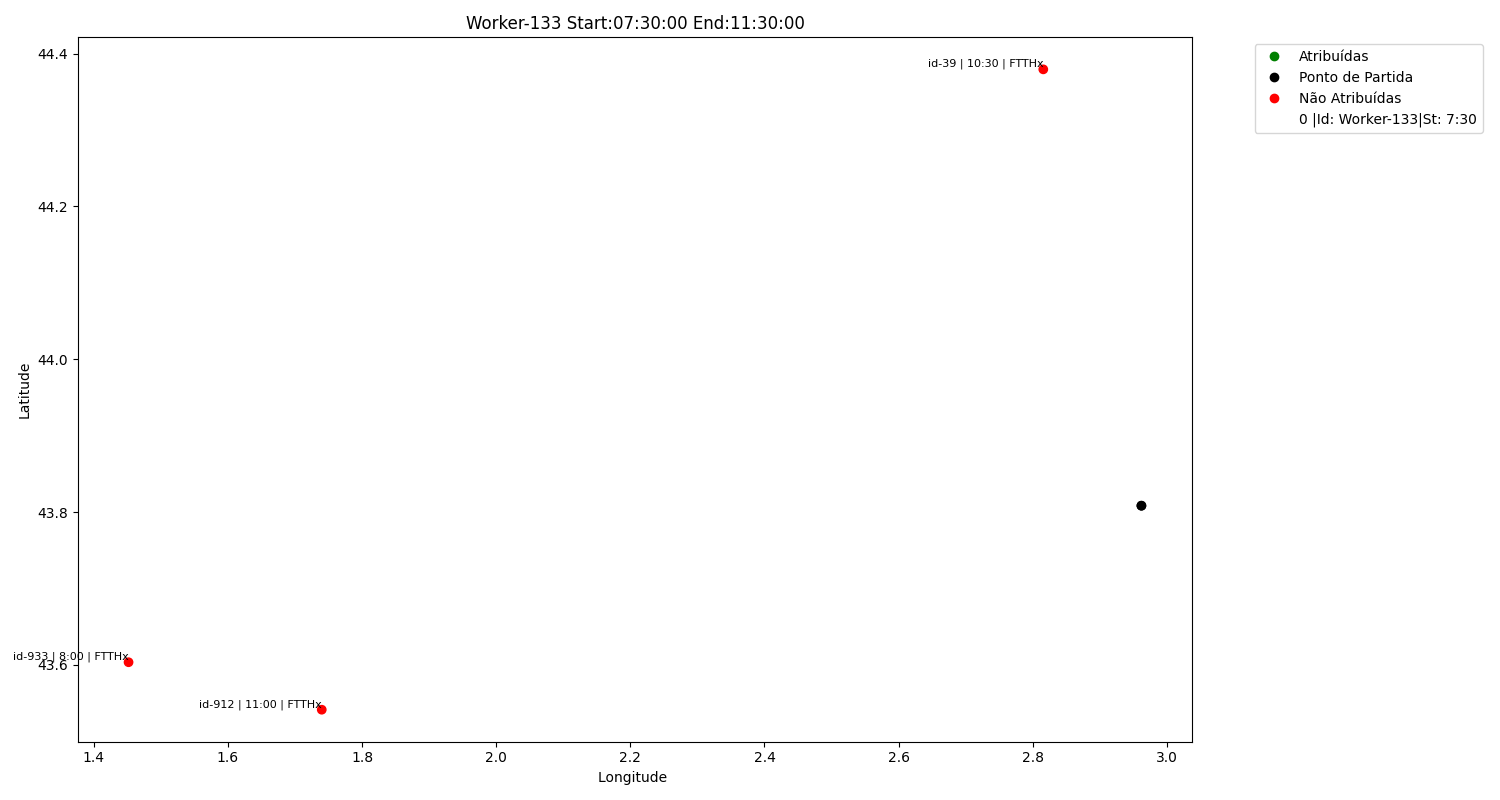 Worker-133 Start:07:30:00 End:11:30:00
44.4
44.2
44.0
43.8
43.6
Latitude
id-39 | 10:30 | FTTHx
id-933 | 8:00 | FTTHx
id-912 | 11:00 | FTTHx
1.4 1.6 1.8 2.0 2.2 2.4 2.6 2.8 3.0
Longitude
Atribuídas
Ponto de Partida
Não Atribuídas
0 |Id: Worker-133|St: 7:30